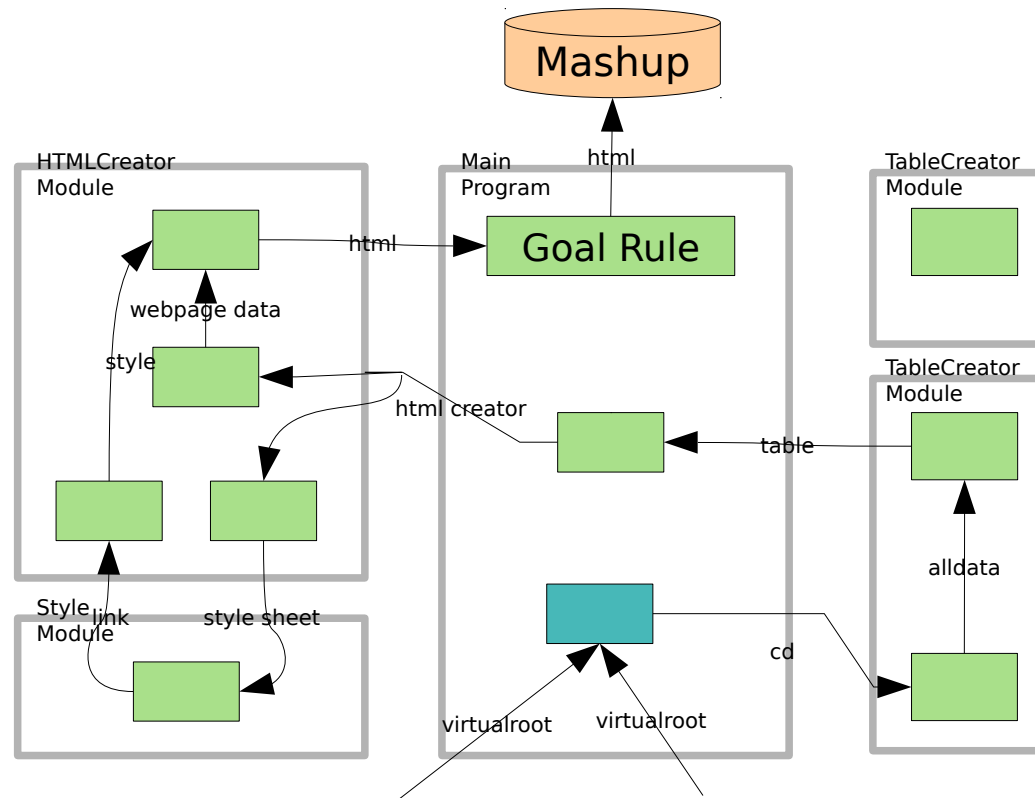 Mashup
html
HTMLCreator
Module
Main
Program
TableCreator
Module
html
Goal Rule
webpage data
style
TableCreator
Module
html creator
table
alldata
Style
Module
link
style sheet
cd
virtualroot
virtualroot